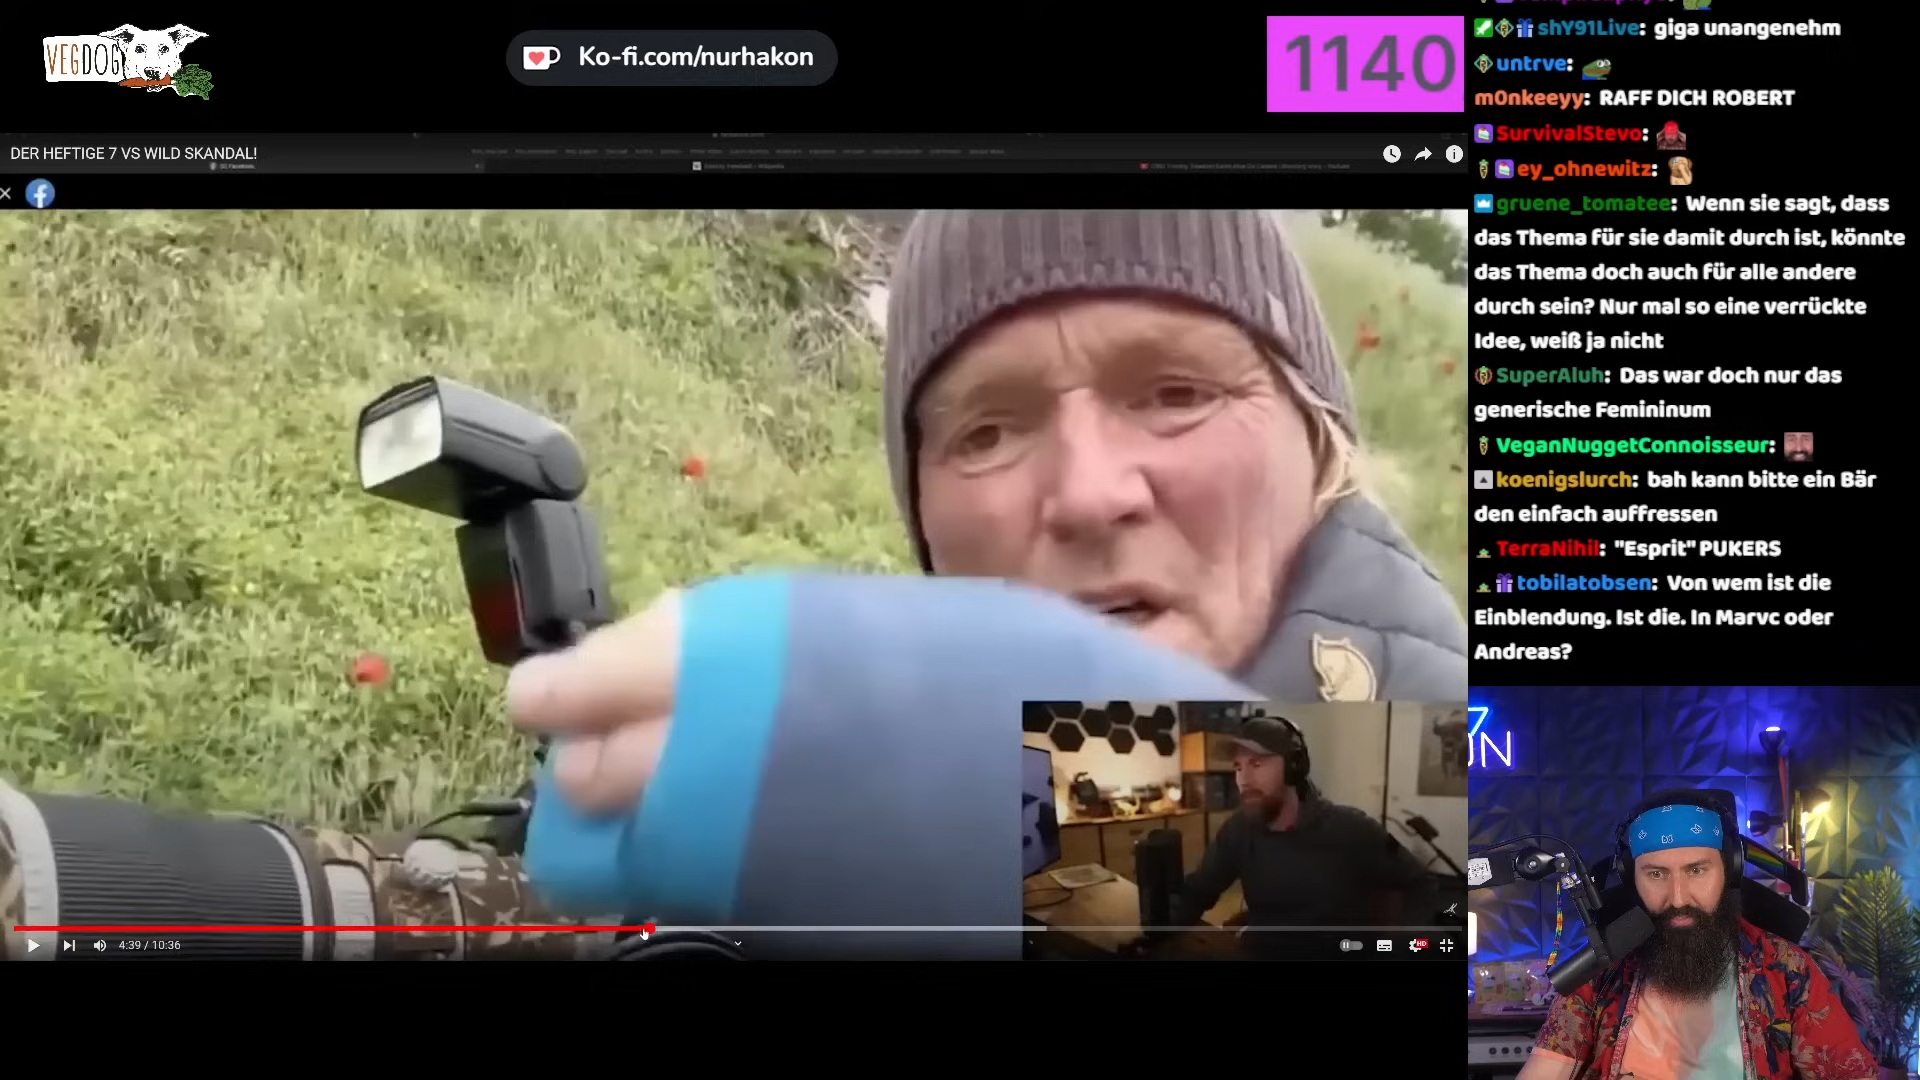 VEGDOG
Ko-fi.com/nurhakon
1140
DER HEFTIGE 7 VS WILD SKANDAL!
4:39 / 10:36
HD
shY91Live: giga unangenehm
untrve:
m0nkeeyy: RAFF DICH ROBERT
SurvivalStevo:
ey_ohnewitz:
gruene_tomatee: Wenn sie sagt, dass
das Thema für sie damit durch ist, könnte
das Thema doch auch für alle andere
durch sein? Nur mal so eine verrückte
Idee, weiß ja nicht
SuperAluh: Das war doch nur das
generische Femininum
VeganNuggetConnoisseur:
koenigslurch: bah kann bitte ein Bär
den einfach auffressen
TerraNihil: "Esprit" PUKERS
tobilatobsen: Von wem ist die
Einblendung. Ist die. In Marvc oder
Andreas?